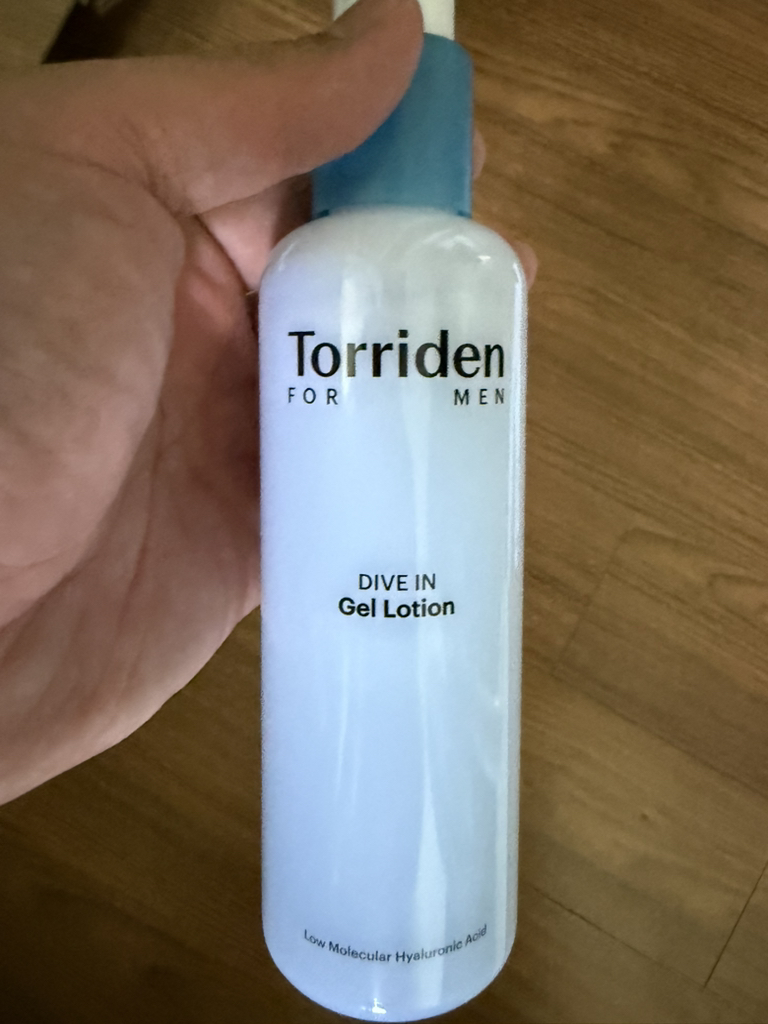 Torriden
FOR MEN
DIVE IN
Gel Lotion
Low Molecular Hyaluronic Acid